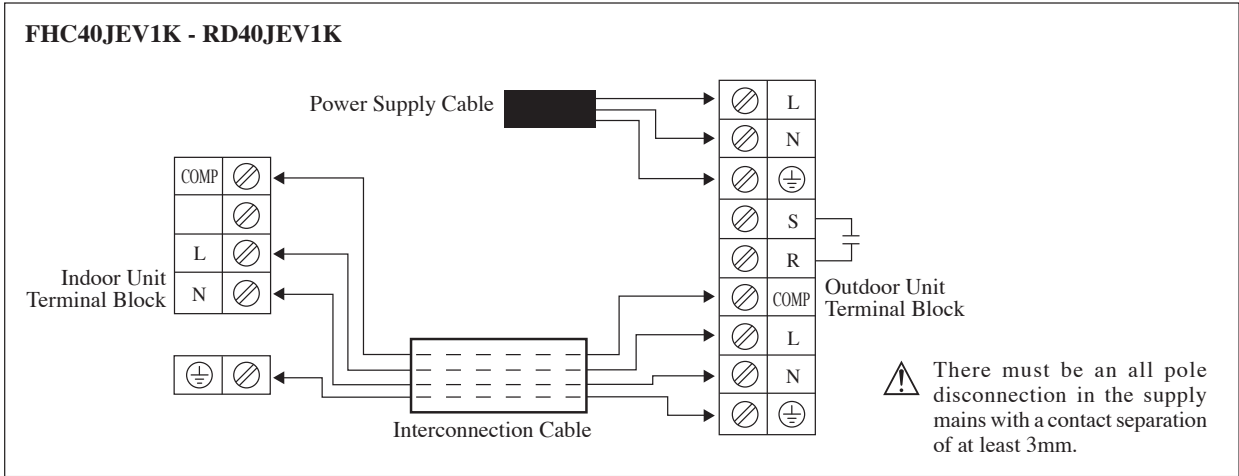 FHC40JEV1K - RD40JEV1K
Power Supply Cable
L
N
S
R
COMP
L
N
Outdoor Unit
Terminal Block
COMP
L
N
Indoor Unit
Terminal Block
Interconnection Cable
There must be an all pole
disconnection in the supply
mains with a contact separation
of at least 3mm.